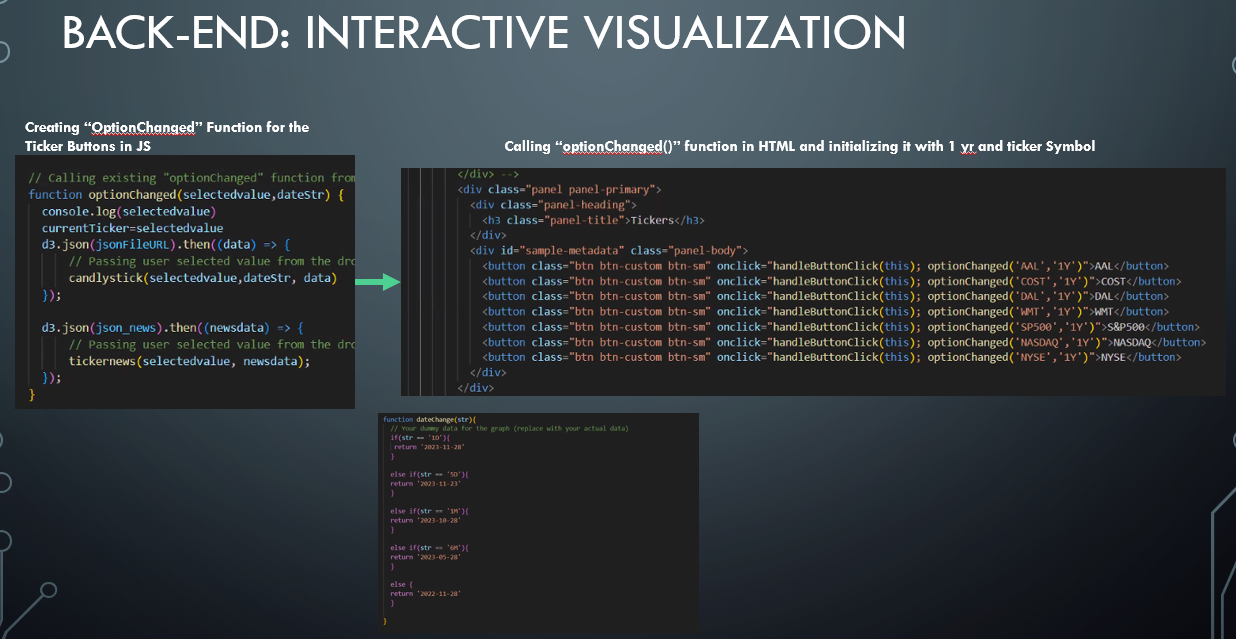 BACK-END: INTERACTIVE VISUALIZATION
Creating “OptionChanged” Function for the
Ticker Buttons in JS
// Calling existing "optionChanged" function from
function optionChanged(selectedvalue,dateStr) {
console.log(selectedvalue)
currentTicker=selectedvalue
d3.json(jsonFileURL).then((data) => {
// Passing user selected value from the dro
candlystick(selectedvalue,dateStr, data)
});
d3.json(json_news).then((newsdata) => {
// Passing user selected value from the dro
tickernews(selectedvalue, newsdata);
});
}
Calling “optionChanged()” function in HTML and initializing it with 1 yr and ticker Symbol
</div> -->
<div class="panel panel-primary">
<div class="panel-heading">
<h3 class="panel-title">Tickers</h3>
</div>
<div id="sample-metadata" class="panel-body">
<button class="btn btn-custom btn-sm" onclick="handleButtonClick(this); optionChanged('AAL','1Y')">AAL</button>
<button class="btn btn-custom btn-sm" onclick="handleButtonClick(this); optionChanged('COST','1Y')">COST</button>
<button class="btn btn-custom btn-sm" onclick="handleButtonClick(this); optionChanged('DAL','1Y')">DAL</button>
<button class="btn btn-custom btn-sm" onclick="handleButtonClick(this); optionChanged('WMT','1Y')">WMT</button>
<button class="btn btn-custom btn-sm" onclick="handleButtonClick(this); optionChanged('SP500','1Y')">S&P500</button>
<button class="btn btn-custom btn-sm" onclick="handleButtonClick(this); optionChanged('NASDAQ','1Y')">NASDAQ</button>
<button class="btn btn-custom btn-sm" onclick="handleButtonClick(this); optionChanged('NYSE','1Y')">NYSE</button>
</div>
</div>
function dateChange(str){
// Your dummy data for the graph (replace with your actual data)
if(str == '1D'){
return '2023-11-28'
}
else if(str == '5D'){
return '2023-11-23'
}
else if(str == '1M'){
return '2023-10-28'
}
else if(str == '6M'){
return '2023-05-28'
}
else {
return '2022-11-28'
}
}